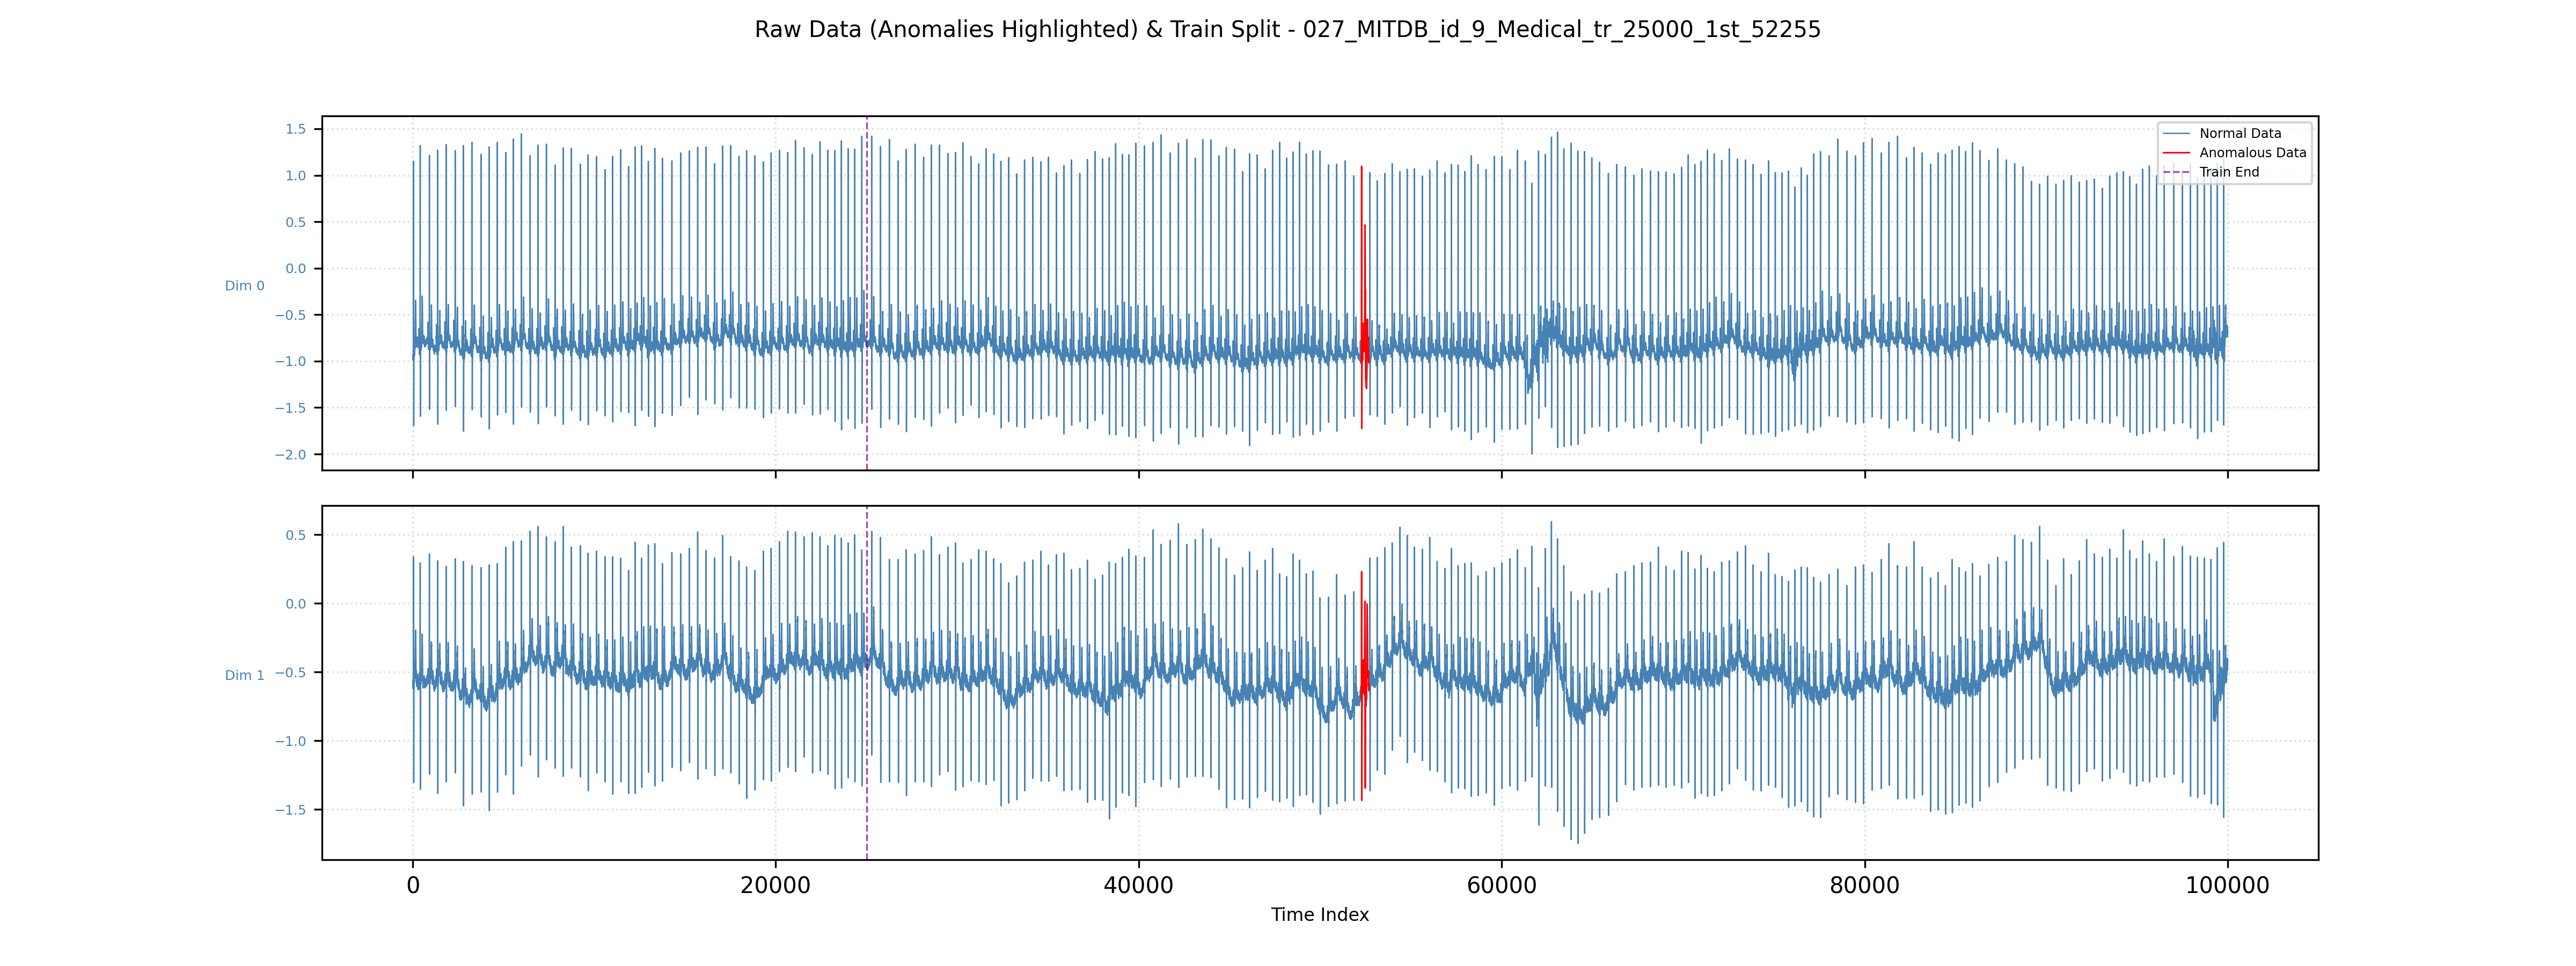 Raw Data (Anomalies Highlighted) & Train Split - 027_MITDB_id_9_Medical_tr_25000_1st_52255
1.5
1.0
0.5
0.0
−0.5
−1.0
−1.5
−2.0
Dim 0
Normal Data
Anomalous Data
Train End
0.5
0.0
−0.5
−1.0
−1.5
Dim 1
0
20000
40000
60000
80000
100000
Time Index